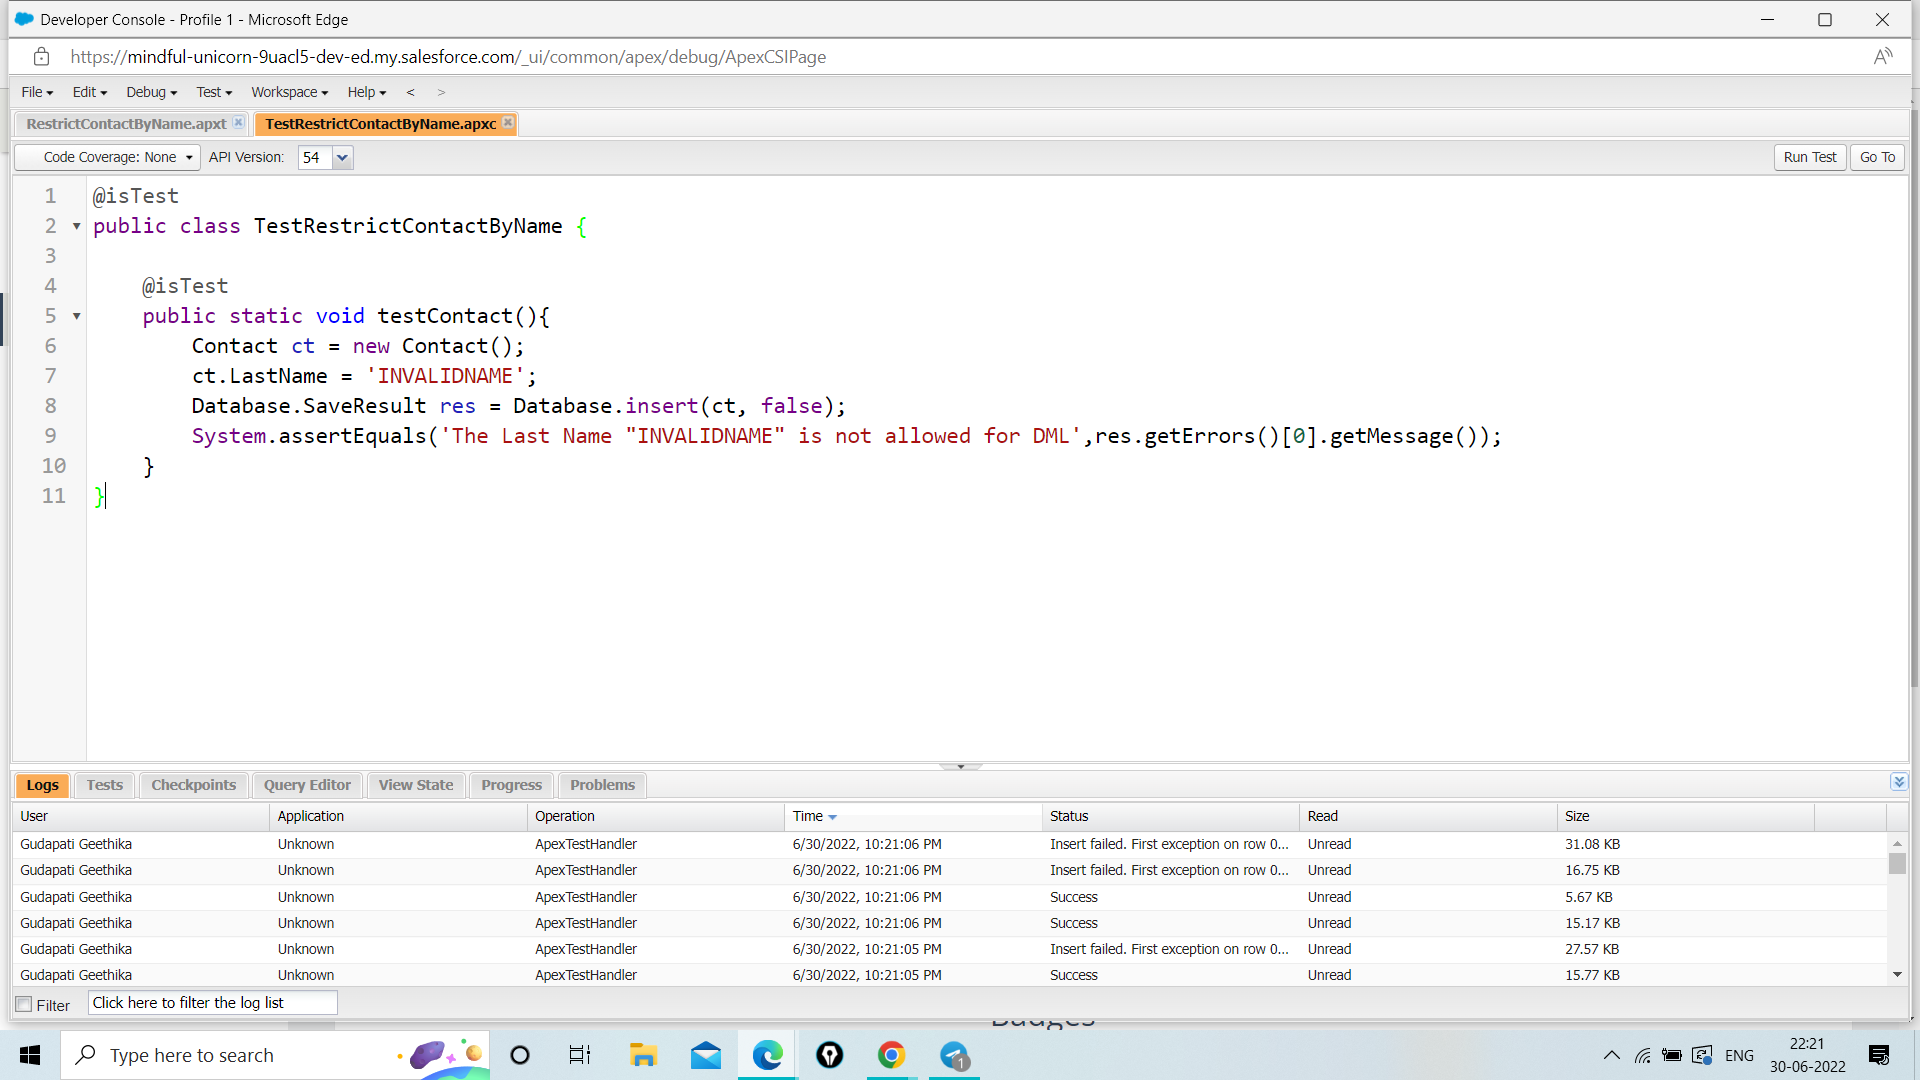 Developer Console - Profile 1 - Microsoft Edge
https://mindful-unicorn-9uacl5-dev-ed.my.salesforce.com/_ui/common/apex/debug/ApexCSIPage
File Edit Debug Test Workspace Help < >
RestrictContactByName.apxt TestRestrictContactByName.apxc
Code Coverage: None API Version: 54 Run Test Go To
1 @isTest
2 public class TestRestrictContactByName {
3
4 @isTest
5 public static void testContact(){
6 Contact ct = new Contact();
7 ct.LastName = 'INVALIDNAME';
8 Database.SaveResult res = Database.insert(ct, false);
9 System.assertEquals('The Last Name "INVALIDNAME" is not allowed for DML',res.getErrors()[0].getMessage());
10 }
11 }
Logs Tests Checkpoints Query Editor View State Progress Problems
User Application Operation Time Status Read Size
Gudapati Geethika Unknown ApexTestHandler 6/30/2022, 10:21:06 PM Insert failed. First exception on row 0... Unread 31.08 KB
Gudapati Geethika Unknown ApexTestHandler 6/30/2022, 10:21:06 PM Insert failed. First exception on row 0... Unread 16.75 KB
Gudapati Geethika Unknown ApexTestHandler 6/30/2022, 10:21:06 PM Success Unread 5.67 KB
Gudapati Geethika Unknown ApexTestHandler 6/30/2022, 10:21:06 PM Success Unread 15.17 KB
Gudapati Geethika Unknown ApexTestHandler 6/30/2022, 10:21:05 PM Insert failed. First exception on row 0... Unread 27.57 KB
Gudapati Geethika Unknown ApexTestHandler 6/30/2022, 10:21:05 PM Success Unread 15.77 KB
Filter Click here to filter the log list
Badges
Type here to search 1 ENG 22:21
30-06-2022